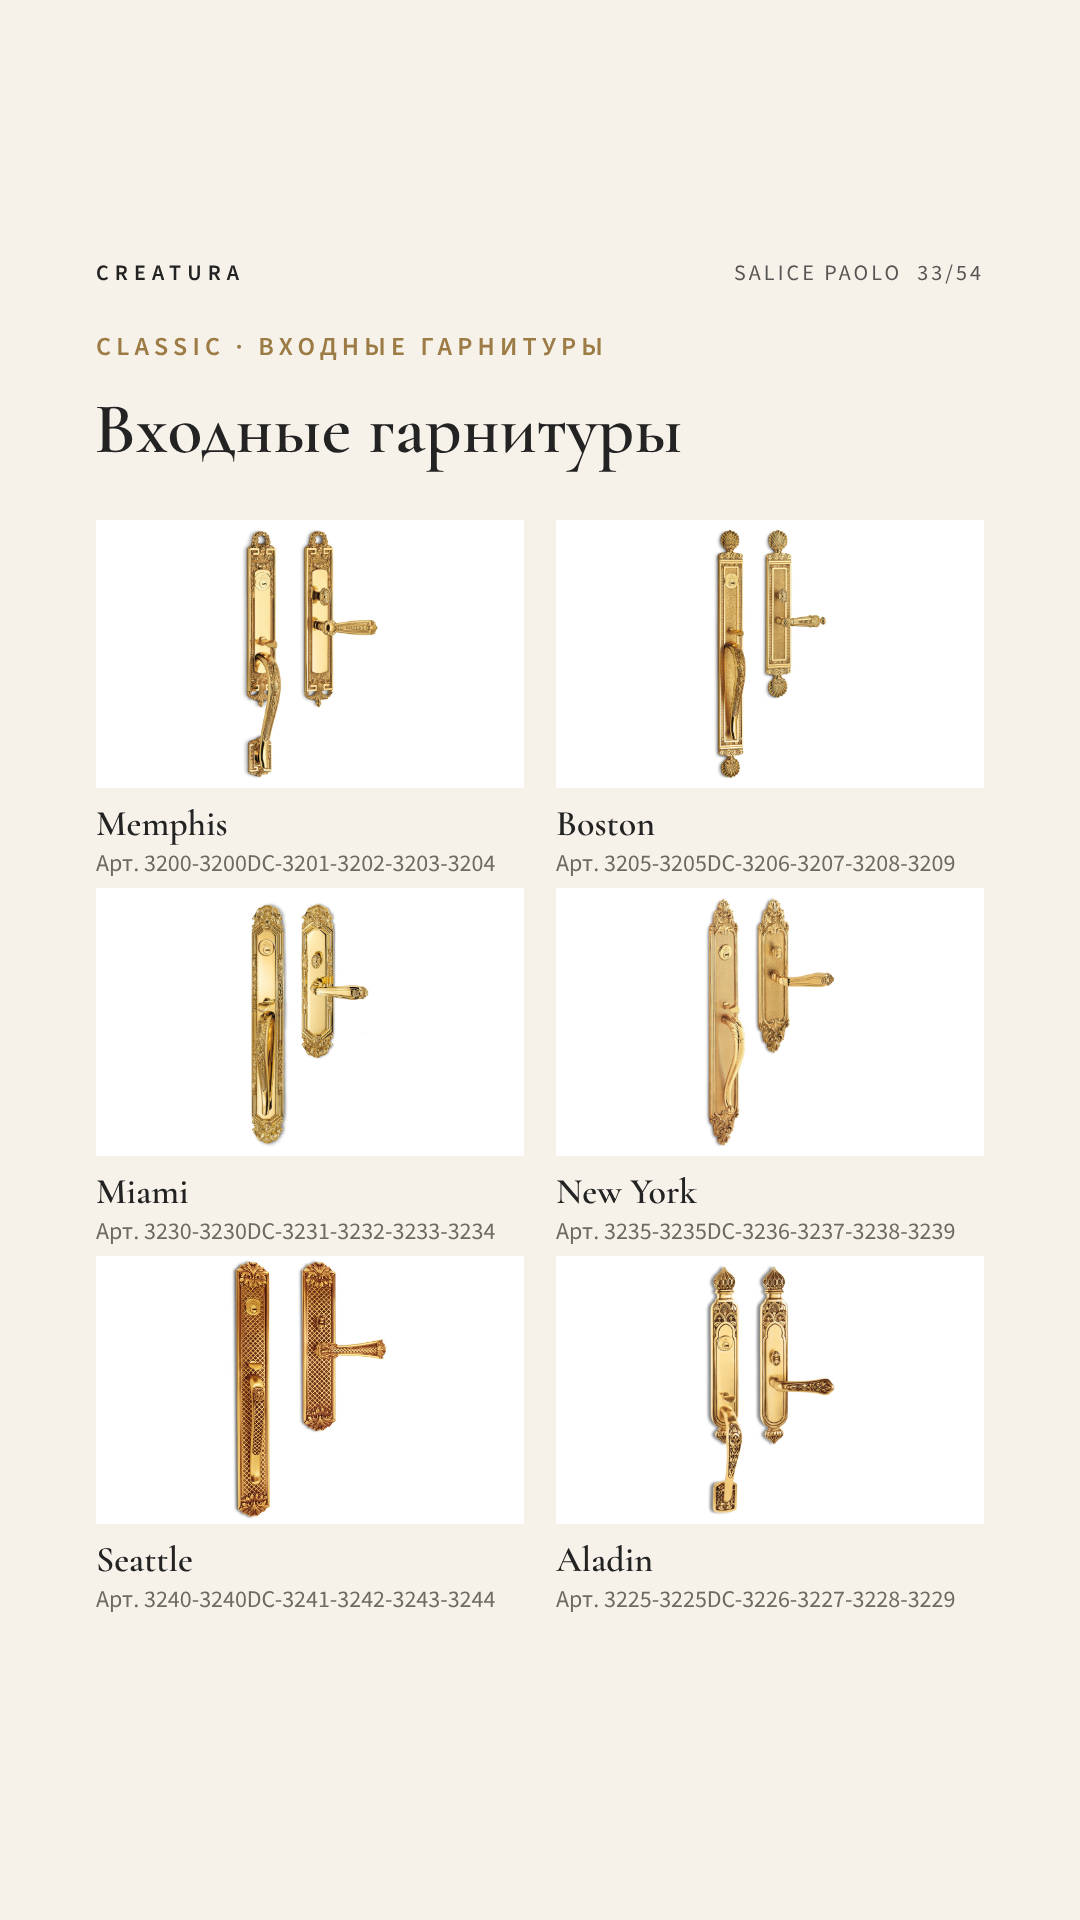 CREATURA
SALICE PAOLO 33/54
CLASSIC · ВХОДНЫЕ ГАРНИТУРЫ
Входные гарнитуры
Memphis
Арт. 3200-3200DC-3201-3202-3203-3204
Boston
Арт. 3205-3205DC-3206-3207-3208-3209
Miami
Арт. 3230-3230DC-3231-3232-3233-3234
New York
Арт. 3235-3235DC-3236-3237-3238-3239
Seattle
Арт. 3240-3240DC-3241-3242-3243-3244
Aladin
Арт. 3225-3225DC-3226-3227-3228-3229